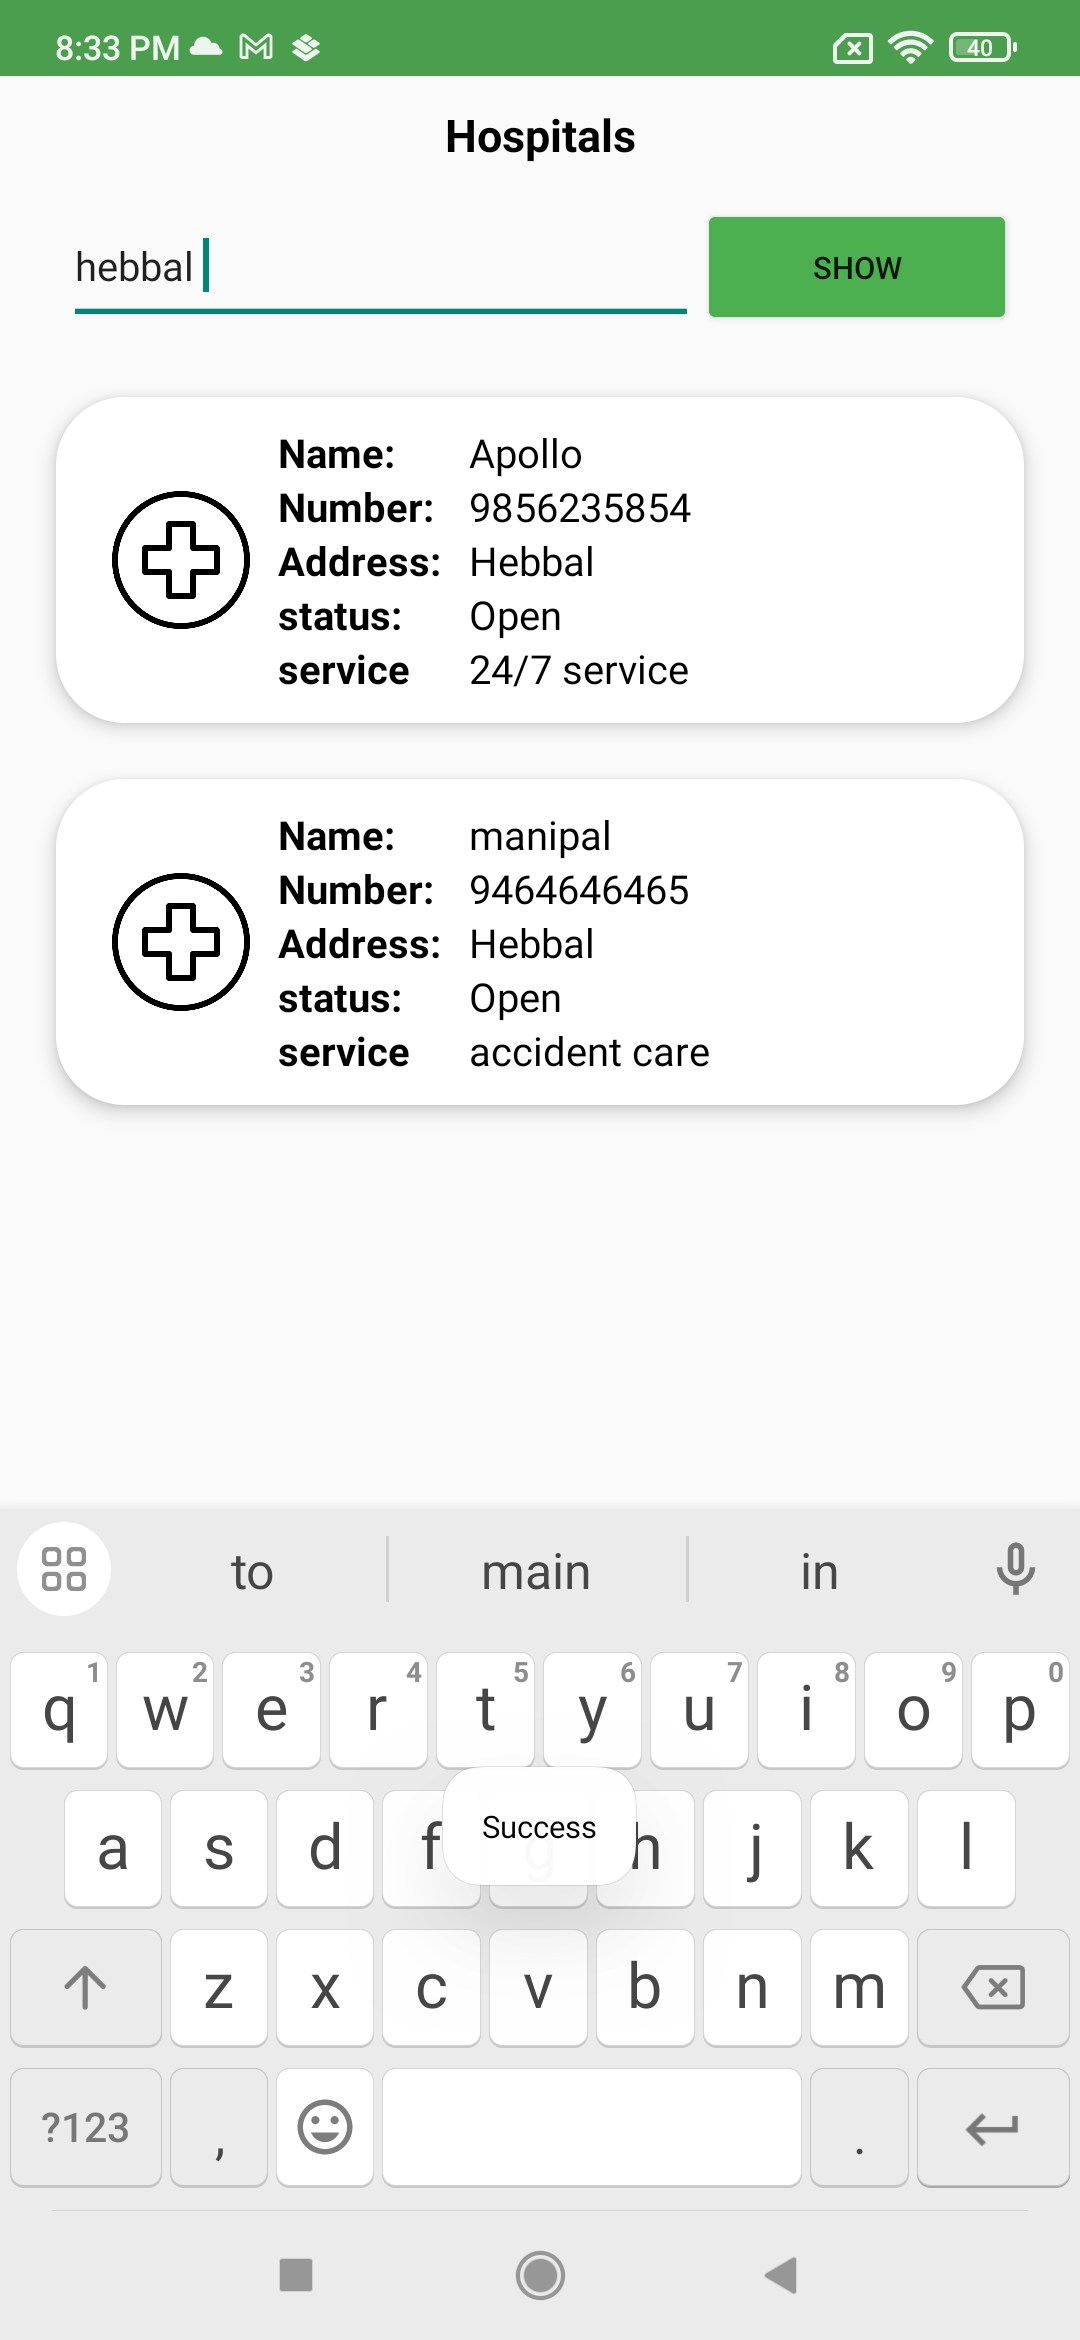 8:33 PM
40
Hospitals
hebbal
SHOW
Name: Apollo
Number: 9856235854
Address: Hebbal
status: Open
service 24/7 service
Name: manipal
Number: 9464646465
Address: Hebbal
status: Open
service accident care
to main in
1 2 3 4 5 6 7 8 9 0
q w e r t y u i o p
a s d f g h j k l
Success
z x c v b n m
?123 , .